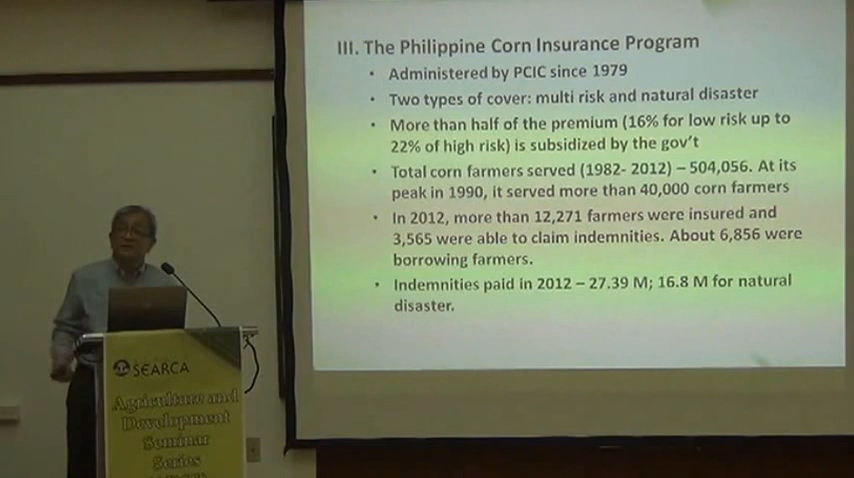 III. The Philippine Corn Insurance Program
• Administered by PCIC since 1979
• Two types of cover: multi risk and natural disaster
• More than half of the premium (16% for low risk up to
22% of high risk) is subsidized by the gov't
• Total corn farmers served (1982- 2012) – 504,056. At its
peak in 1990, it served more than 40,000 corn farmers
• In 2012, more than 12,271 farmers were insured and
3,565 were able to claim indemnities. About 6,856 were
borrowing farmers.
• Indemnities paid in 2012 – 27.39 M; 16.8 M for natural
disaster.
SEARCA
Agriculture and
Development
Seminar
Series